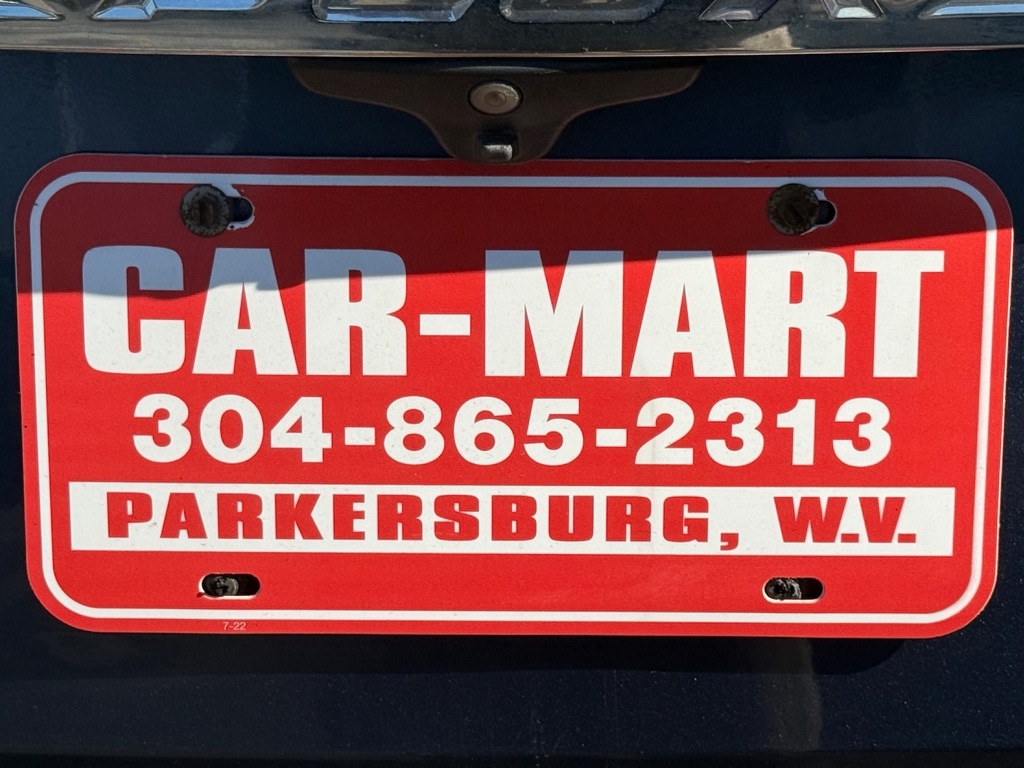 CAR-MART
304-865-2313
PARKERSBURG, W.V.
7-22